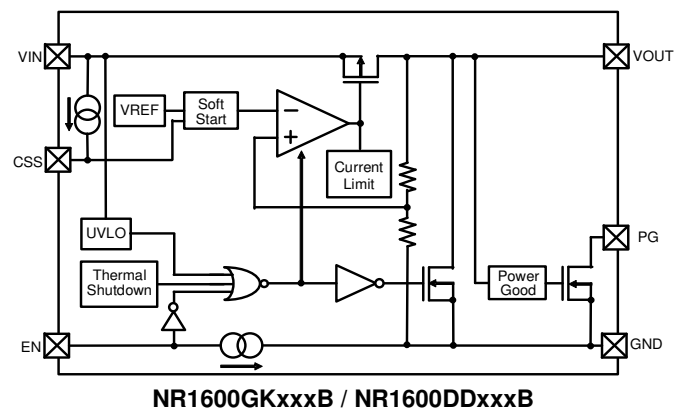 VIN
VOUT
VREF
Soft
Start
−
+
CSS
Current
Limit
UVLO
PG
Thermal
Shutdown
Power
Good
EN
GND
NR1600GKxxxB / NR1600DDxxxB